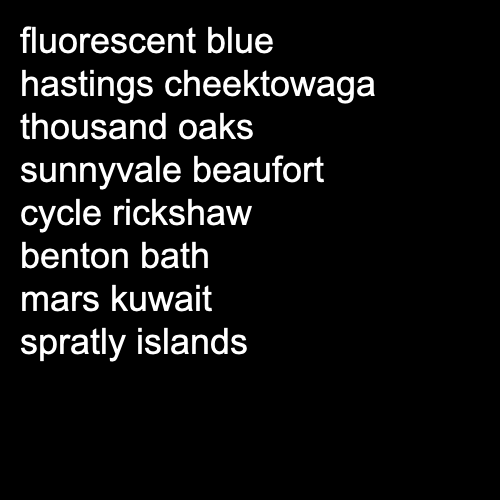 fluorescent blue
hastings cheektowaga
thousand oaks
sunnyvale beaufort
cycle rickshaw
benton bath
mars kuwait
spratly islands